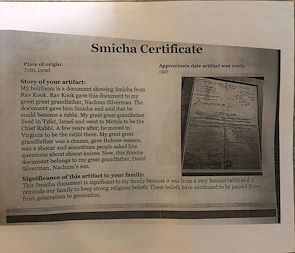 Smicha Certificate
Place of origin:
Tzfat, Israel
Approximate date artifact was made:
1927
Story of your artifact:
My heirloom is a document showing Smicha from
Rav Kook. Rav Kook gave this document to my
great great grandfather, Nachum Silverman. The
document gave him Smicha and said that he
could become a rabbi. My great great grandfather
lived in Tzfat, Israel and went to Metula to be the
Chief Rabbi. A few years after, he moved to
Virginia to be the rabbi there. My great great
grandfather was a chazan, gave Hebrew lessons,
was a shocat and sometimes people asked him
questions about shocat knives. Now, this Smicha
document belongs to my great grandfather, David
Silverman, Nachum's son.
Significance of this artifact to your family:
This Smicha document is significant to my family because it was from a very famous rabbi and it
reminds our family to keep strong religious beliefs. These beliefs have continued to be passed down
from generation to generation.